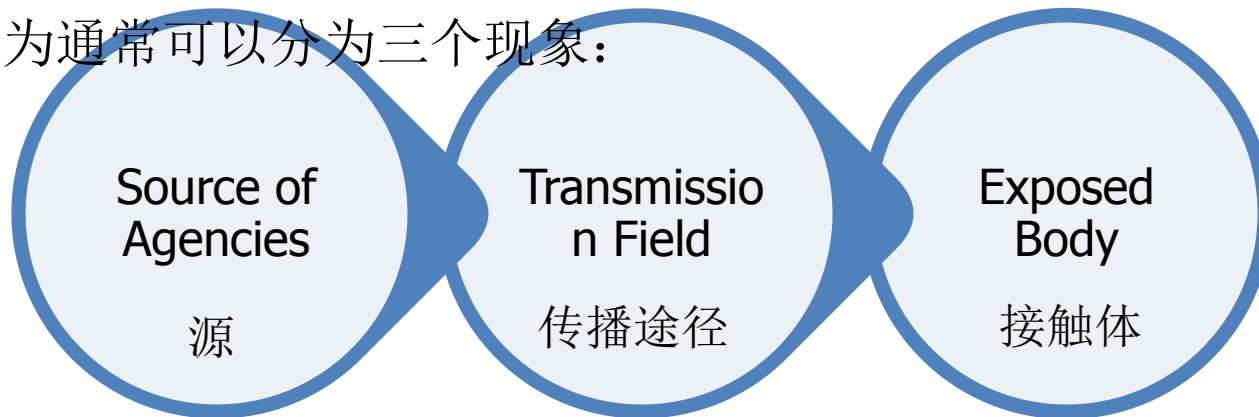 为通常可以分为三个现象：
Source of
Agencies
源
Transmissio
n Field
传播途径
Exposed
Body
接触体